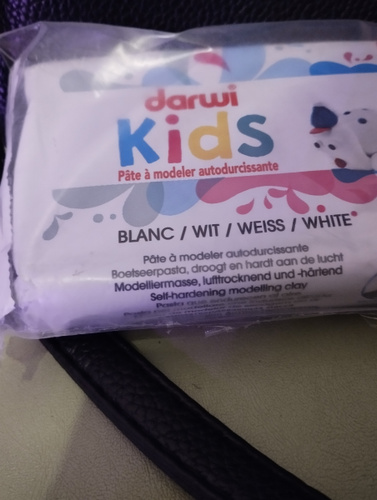 darwi
Kids
Pâte à modeler autodurcissante
BLANC / WIT / WEISS / WHITE
Pâte à modeler autodurcissante
Boetseerpasta, droogt en hardt aan de lucht
Modelliermasse, lufttrocknend und -härtend
Self-hardening modelling clay